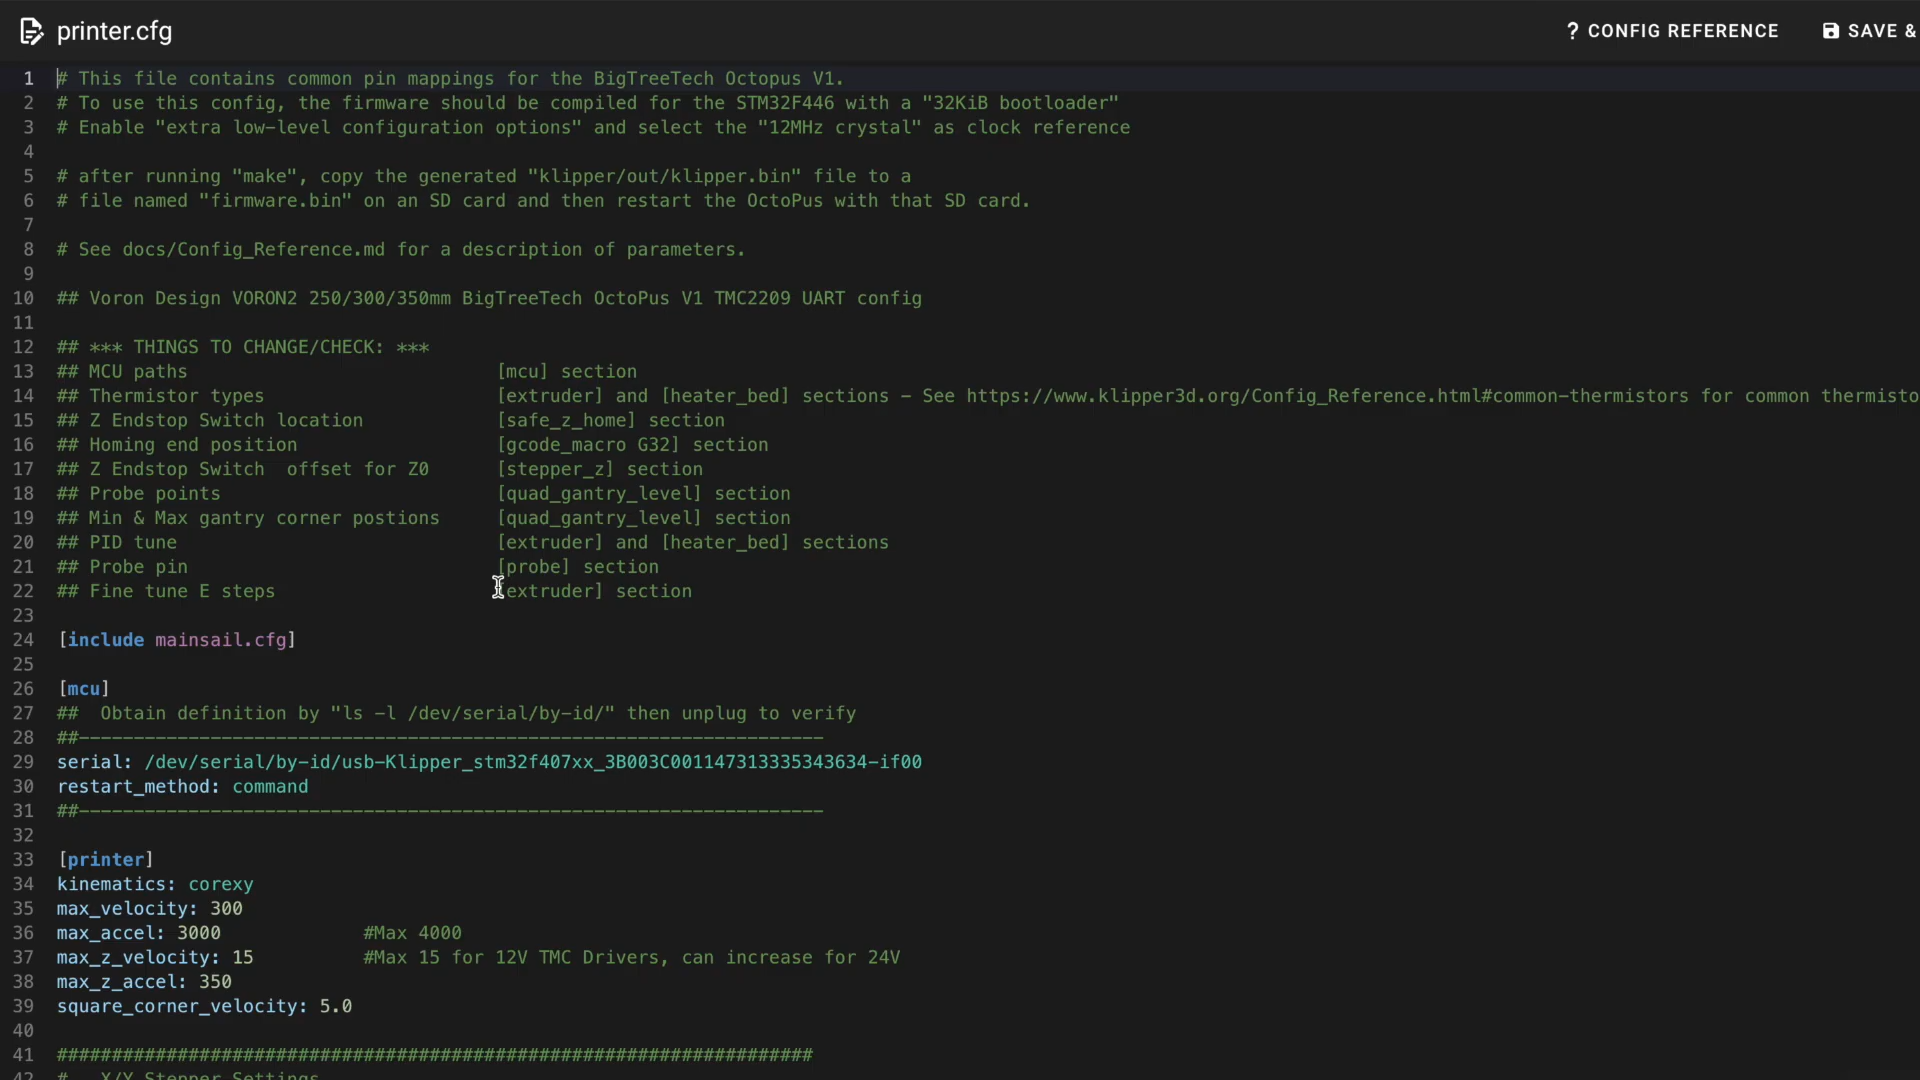 printer.cfg
? CONFIG REFERENCE
SAVE &
1 # This file contains common pin mappings for the BigTreeTech Octopus V1.
2 # To use this config, the firmware should be compiled for the STM32F446 with a "32KiB bootloader"
3 # Enable "extra low-level configuration options" and select the "12MHz crystal" as clock reference
4
5 # after running "make", copy the generated "klipper/out/klipper.bin" file to a
6 # file named "firmware.bin" on an SD card and then restart the OctoPus with that SD card.
7
8 # See docs/Config_Reference.md for a description of parameters.
9
10 ## Voron Design VORON2 250/300/350mm BigTreeTech OctoPus V1 TMC2209 UART config
11
12 ## *** THINGS TO CHANGE/CHECK: ***
13 ## MCU paths [mcu] section
14 ## Thermistor types [extruder] and [heater_bed] sections - See https://www.klipper3d.org/Config_Reference.html#common-thermistors for common thermisto
15 ## Z Endstop Switch location [safe_z_home] section
16 ## Homing end position [gcode_macro G32] section
17 ## Z Endstop Switch  offset for Z0 [stepper_z] section
18 ## Probe points [quad_gantry_level] section
19 ## Min & Max gantry corner postions [quad_gantry_level] section
20 ## PID tune [extruder] and [heater_bed] sections
21 ## Probe pin [probe] section
22 ## Fine tune E steps [extruder] section
23
24 [include mainsail.cfg]
25
26 [mcu]
27 ##  Obtain definition by "ls -l /dev/serial/by-id/" then unplug to verify
28 ##--------------------------------------------------------------------
29 serial: /dev/serial/by-id/usb-Klipper_stm32f407xx_3B003C001147313335343634-if00
30 restart_method: command
31 ##--------------------------------------------------------------------
32
33 [printer]
34 kinematics: corexy
35 max_velocity: 300
36 max_accel: 3000 #Max 4000
37 max_z_velocity: 15 #Max 15 for 12V TMC Drivers, can increase for 24V
38 max_z_accel: 350
39 square_corner_velocity: 5.0
40
41 #####################################################################
42 #   X/Y Stepper Settings